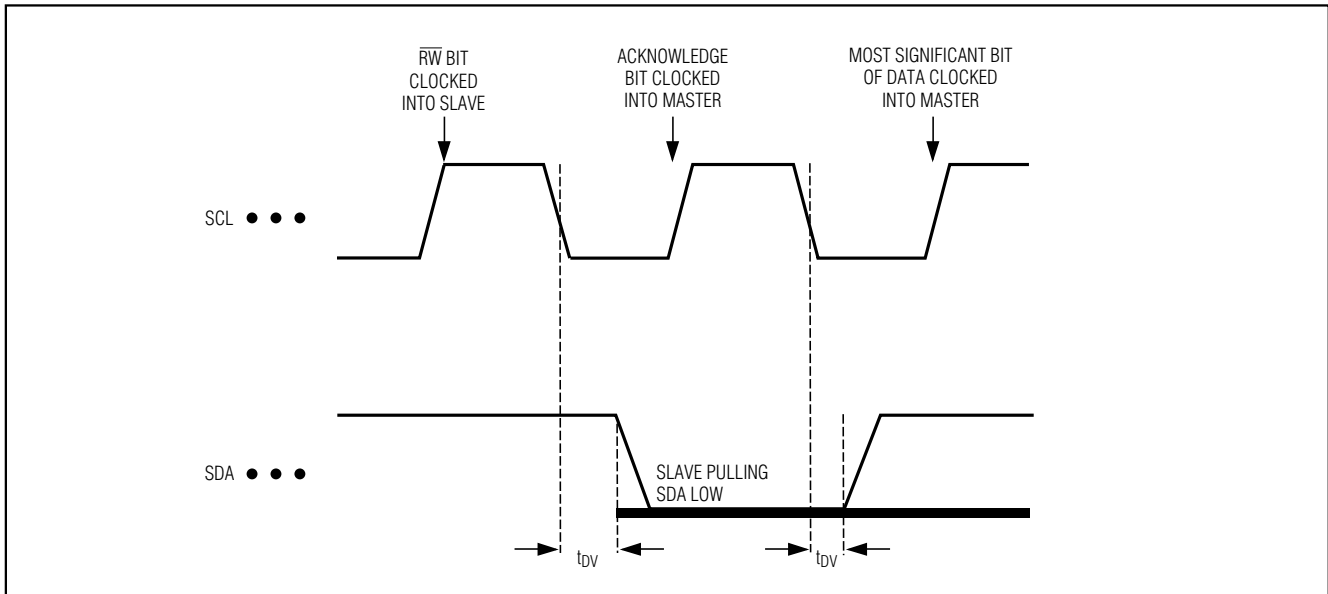 R̅W̅ BIT
CLOCKED
INTO SLAVE
ACKNOWLEDGE
BIT CLOCKED
INTO MASTER
MOST SIGNIFICANT BIT
OF DATA CLOCKED
INTO MASTER
SCL
SDA
SLAVE PULLING
SDA LOW
tDV
tDV